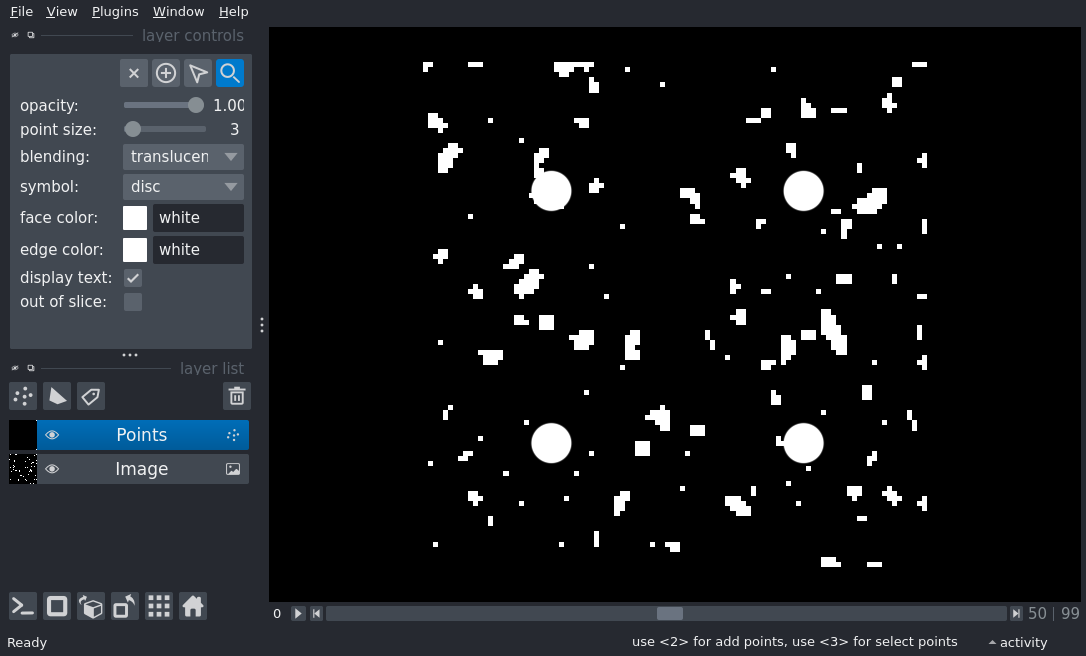 File View Plugins Window Help
layer controls
opacity: 1.00
point size: 3
blending: translucen
symbol: disc
face color: white
edge color: white
display text:
out of slice:
layer list
Points
Image
0 50 | 99
Ready use <2> for add points, use <3> for select points activity